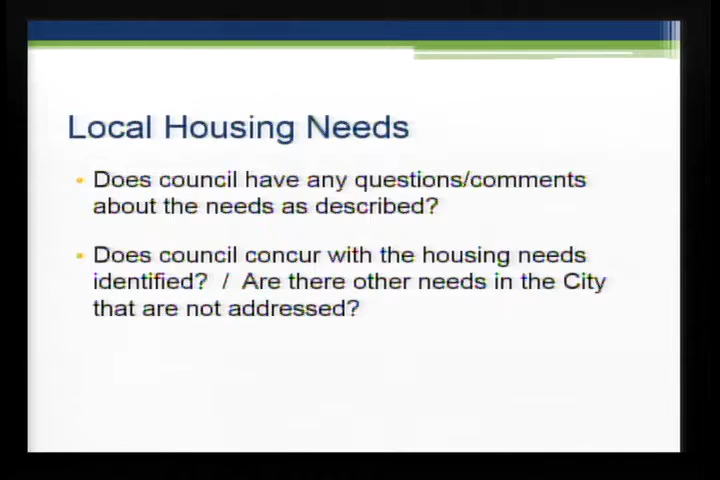 Local Housing Needs
• Does council have any questions/comments
about the needs as described?
• Does council concur with the housing needs
identified? / Are there other needs in the City
that are not addressed?